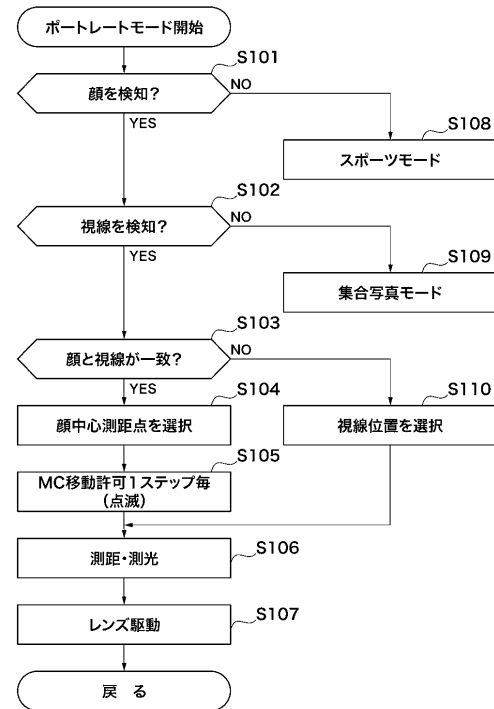 ポートレートモード開始
S101
顔を検知?
NO
YES
S108
スポーツモード
S102
視線を検知?
NO
YES
S109
集合写真モード
S103
顔と視線が一致?
NO
YES
S104
顔中心測距点を選択
S110
視線位置を選択
S105
MC移動許可1ステップ毎
(点滅)
S106
測距・測光
S107
レンズ駆動
戻 る